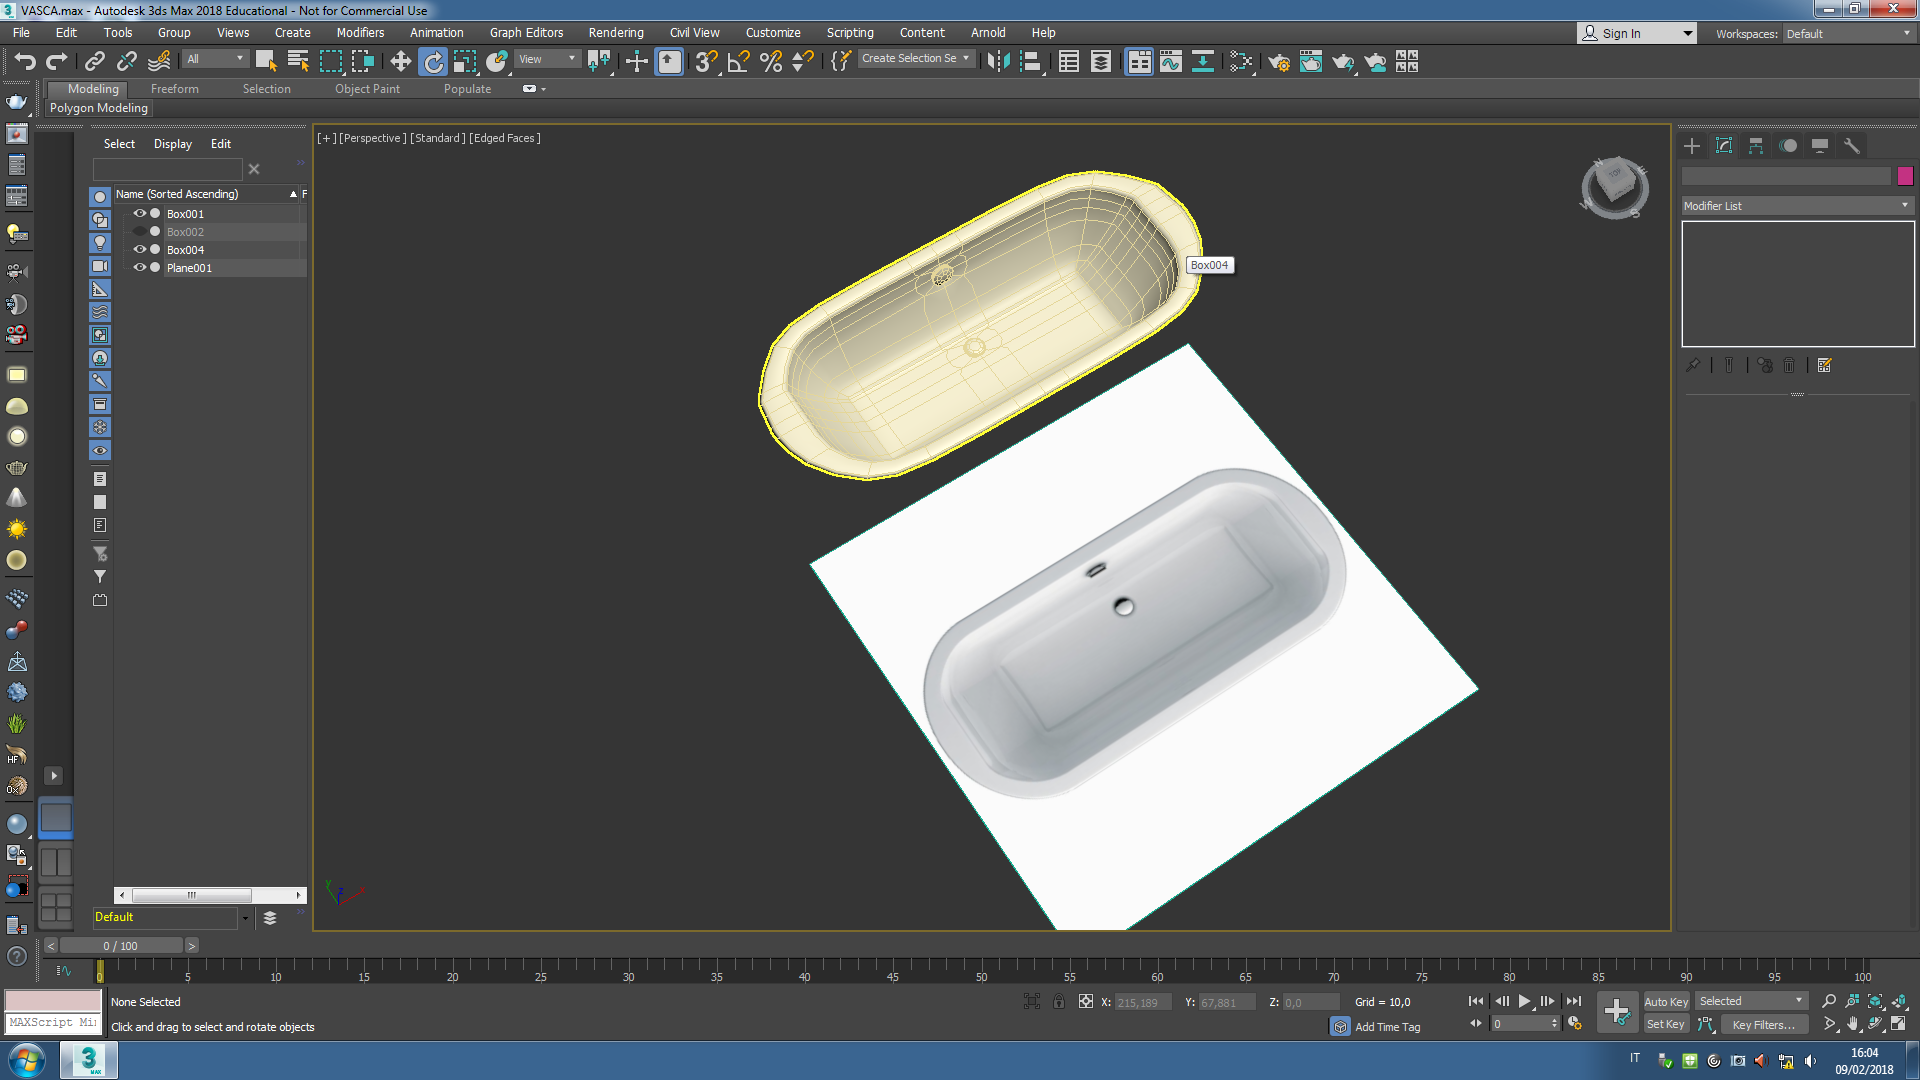 VASCA.max - Autodesk 3ds Max 2018 Educational - Not for Commercial Use
File Edit Tools Group Views Create Modifiers Animation Graph Editors Rendering Civil View Customize Scripting Content Arnold Help
Sign In Workspaces: Default
All View Create Selection Se
Modeling Freeform Selection Object Paint Populate
Polygon Modeling
Select Display Edit
[+] [Perspective] [Standard] [Edged Faces]
Name (Sorted Ascending) F
Box001
Box002
Box004
Plane001
Box004
TOP
Modifier List
Default
0 / 100
0 5 10 15 20 25 30 35 40 45 50 55 60 65 70 75 80 85 90 95 100
None Selected
X: 215,189 Y: 67,881 Z: 0,0 Grid = 10,0
Auto Key Selected
MAXScript Mi
Click and drag to select and rotate objects
Add Time Tag
0
Set Key Key Filters...
IT
16:04
09/02/2018